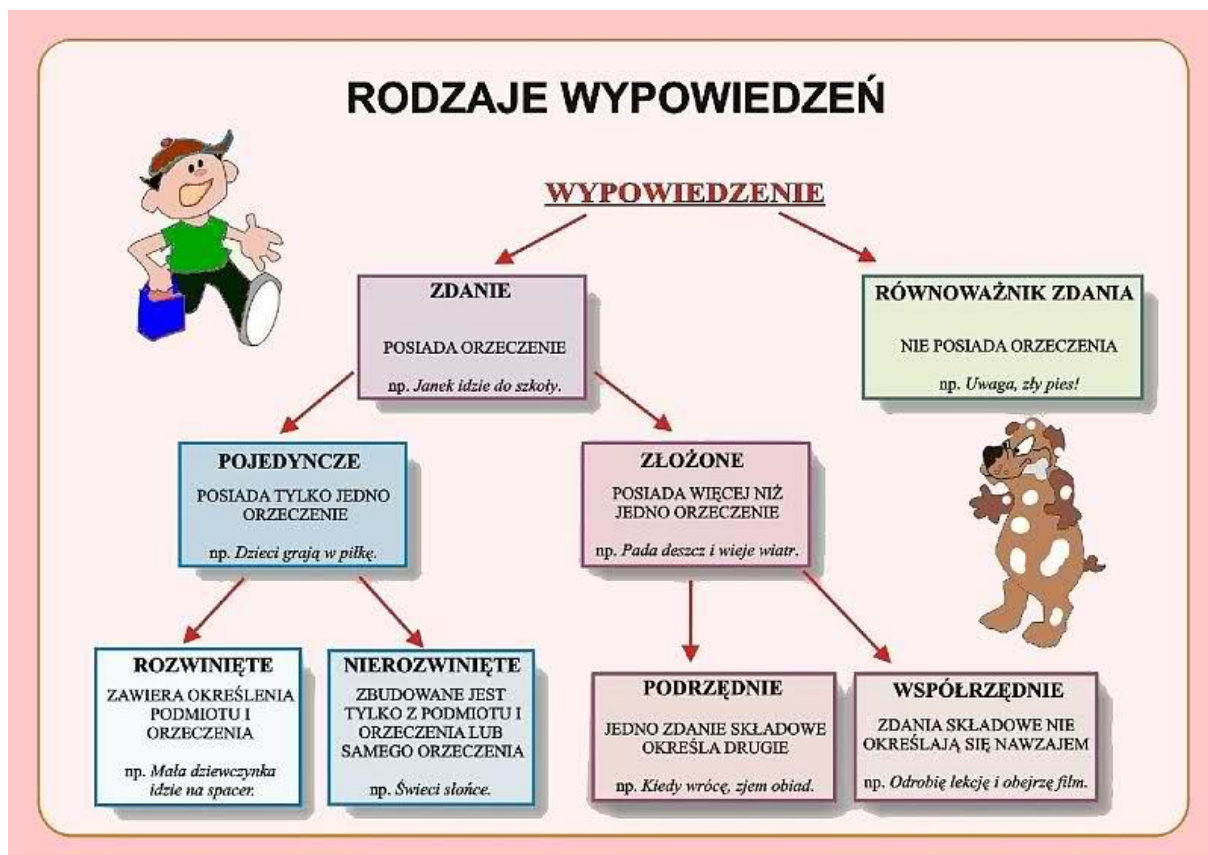 RODZAJE WYPOWIEDZEŃ
WYPOWIEDZENIE
ZDANIE
POSIADA ORZECZENIE
np. Janek idzie do szkoły.
RÓWNOWAŻNIK ZDANIA
NIE POSIADA ORZECZENIA
np. Uwaga, zły pies!
POJEDYNCZE
POSIADA TYLKO JEDNO
ORZECZENIE
np. Dzieci grają w piłkę.
ZŁOŻONE
POSIADA WIĘCEJ NIŻ
JEDNO ORZECZENIE
np. Pada deszcz i wieje wiatr.
ROZWINIĘTE
ZAWIERA OKREŚLENIA
PODMIOTU I
ORZECZENIA
np. Mała dziewczynka
idzie na spacer.
NIEROZWINIĘTE
ZBUDOWANE JEST
TYLKO Z PODMIOTU I
ORZECZENIA LUB
SAMEGO ORZECZENIA
np. Świeci słońce.
PODRZĘDNIE
JEDNO ZDANIE SKŁADOWE
OKREŚLA DRUGIE
np. Kiedy wrócę, zjem obiad.
WSPÓŁRZĘDNIE
ZDANIA SKŁADOWE NIE
OKREŚLAJĄ SIĘ NAWZAJEM
np. Odrobię lekcję i obejrzę film.